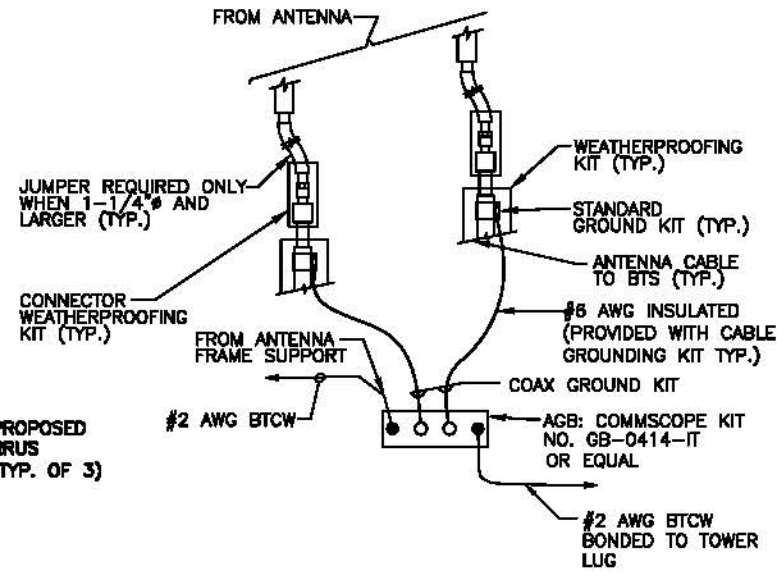 FROM ANTENNA
JUMPER REQUIRED ONLY
WHEN 1-1/4"ø AND
LARGER (TYP.)
CONNECTOR
WEATHERPROOFING
KIT (TYP.)
WEATHERPROOFING
KIT (TYP.)
STANDARD
GROUND KIT (TYP.)
ANTENNA CABLE
TO BTS (TYP.)
#6 AWG INSULATED
(PROVIDED WITH CABLE
GROUNDING KIT TYP.)
FROM ANTENNA
FRAME SUPPORT
COAX GROUND KIT
#2 AWG BTCW
AGB: COMMSCOPE KIT
NO. GB-0414-IT
OR EQUAL
#2 AWG BTCW
BONDED TO TOWER
LUG
PROPOSED
RRUS
TYP. OF 3)